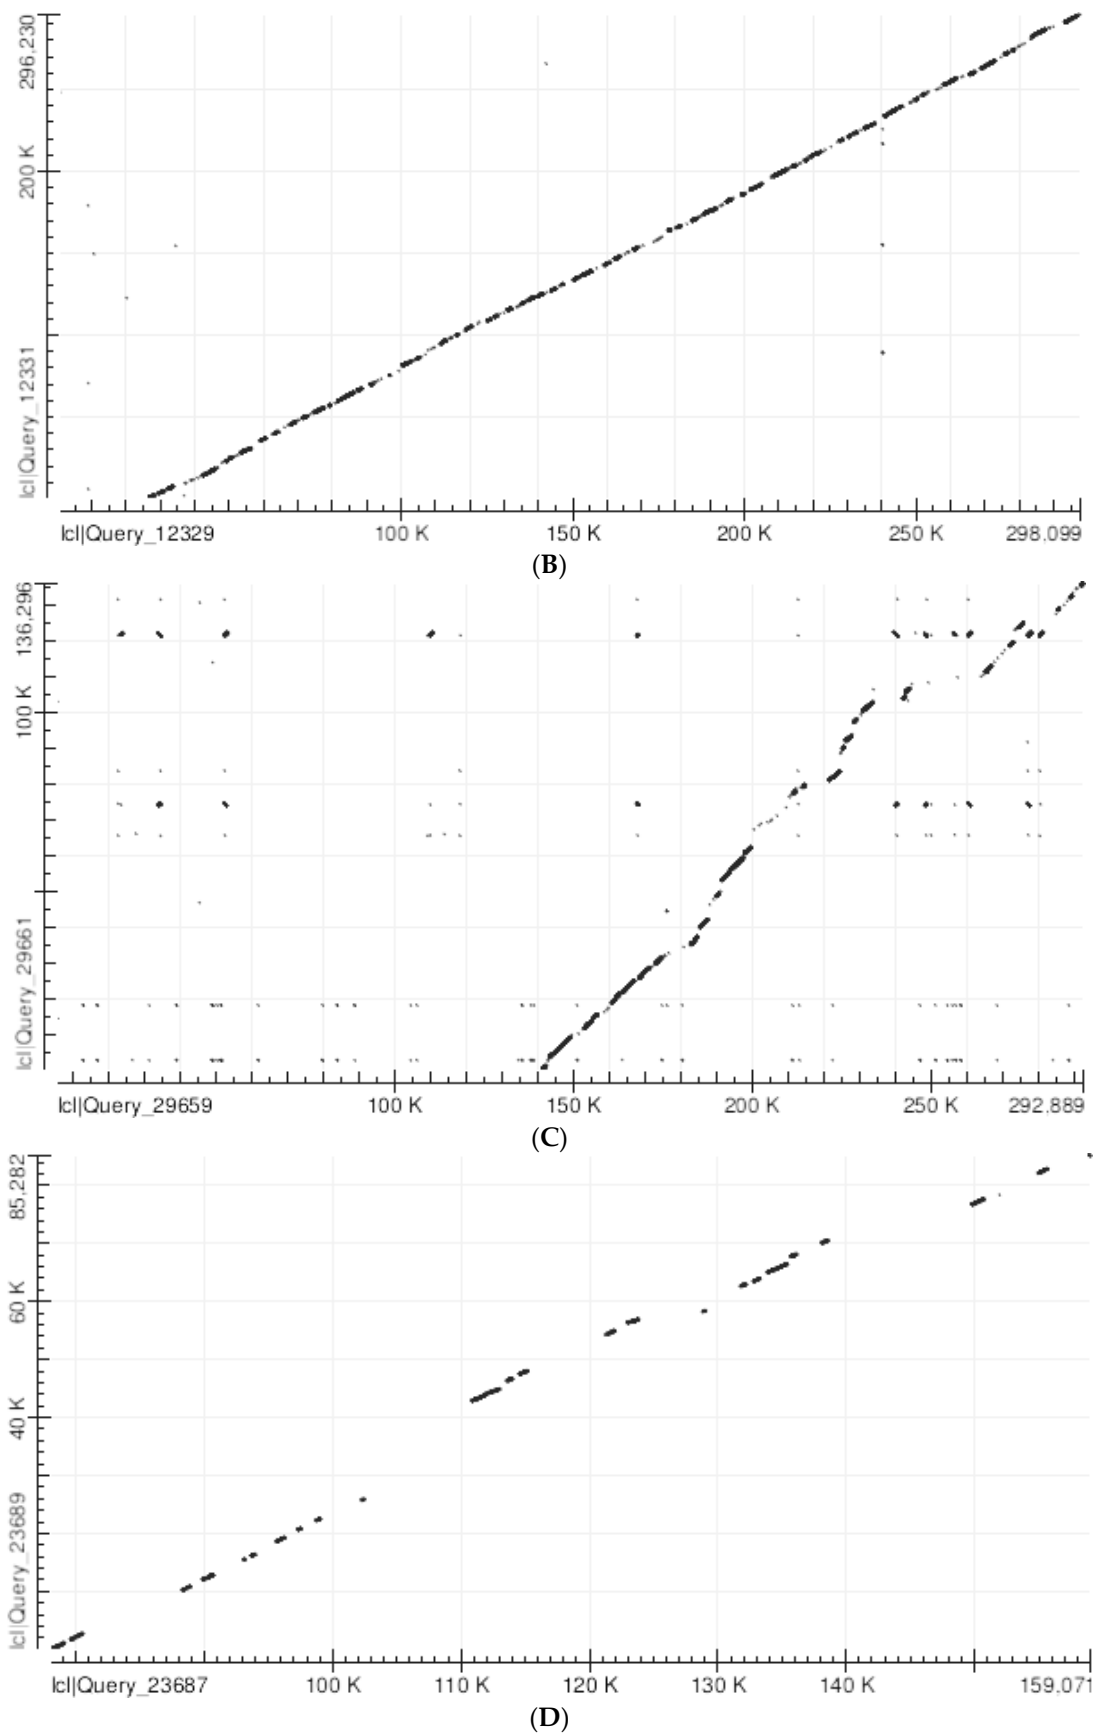 296,230
200 K
lcl|Query_12331
lcl|Query_12329
100 K
150 K
200 K
250 K
298,099
(B)
136,296
100 K
lcl|Query_29661
lcl|Query_29659
100 K
150 K
200 K
250 K
292,889
(C)
85,282
60 K
40 K
lcl|Query_23689
lcl|Query_23687
100 K
110 K
120 K
130 K
140 K
159,071
(D)